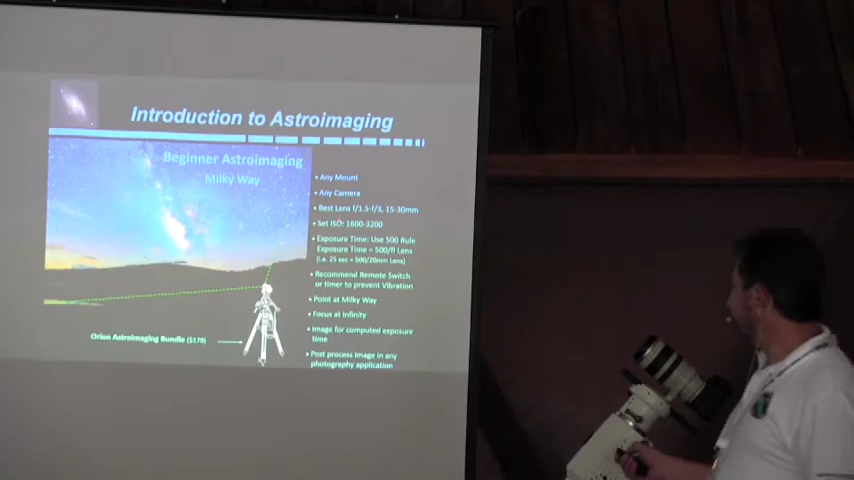 Introduction to Astroimaging
Beginner Astroimaging
Milky Way
• Any Mount
• Any Camera
• Best Lens f/1.5-f/3, 15-30mm
• Set ISO: 1600-3200
• Exposure Time: Use 500 Rule
Exposure Time = 500/fl Lens
(i.e. 25 sec = 500/20mm Lens)
• Recommend Remote Switch
or timer to prevent Vibration
• Point at Milky Way
• Focus at Infinity
• Image for computed exposure
time
• Post process image in any
photography application
Orion Astroimaging Bundle ($179)